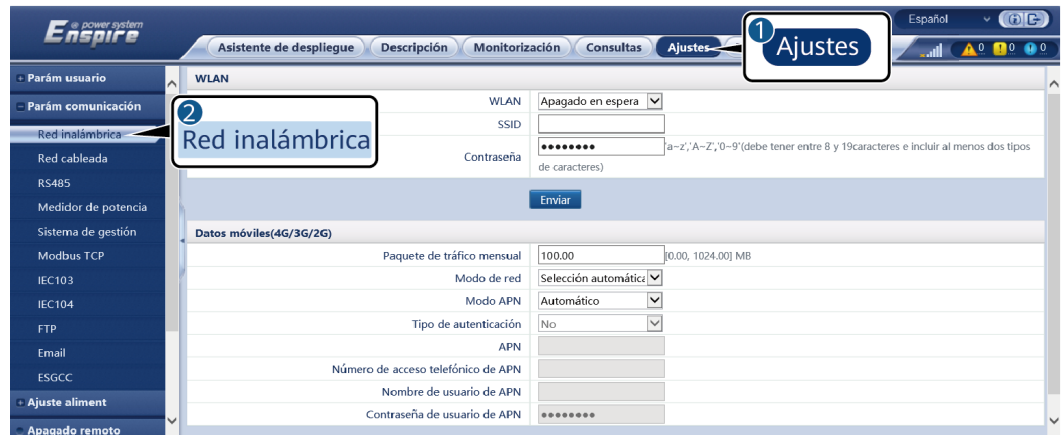 Enspire
e power system
Español
Asistente de despliegue Descripción Monitorización Consultas Ajustes
1
Ajustes
0 0 0
Parám usuario
Parám comunicación
Red inalámbrica
Red cableada
RS485
Medidor de potencia
Sistema de gestión
Modbus TCP
IEC103
IEC104
FTP
Email
ESGCC
Ajuste aliment
Apagado remoto
2
Red inalámbrica
WLAN
WLAN Apagado en espera
SSID
Contraseña ●●●●●●●● 'a~z','A~Z','0~9'(debe tener entre 8 y 19caracteres e incluir al menos dos tipos
de caracteres)
Enviar
Datos móviles(4G/3G/2G)
Paquete de tráfico mensual 100.00 [0.00, 1024.00] MB
Modo de red Selección automática
Modo APN Automático
Tipo de autenticación No
APN
Número de acceso telefónico de APN
Nombre de usuario de APN
Contraseña de usuario de APN ●●●●●●●●